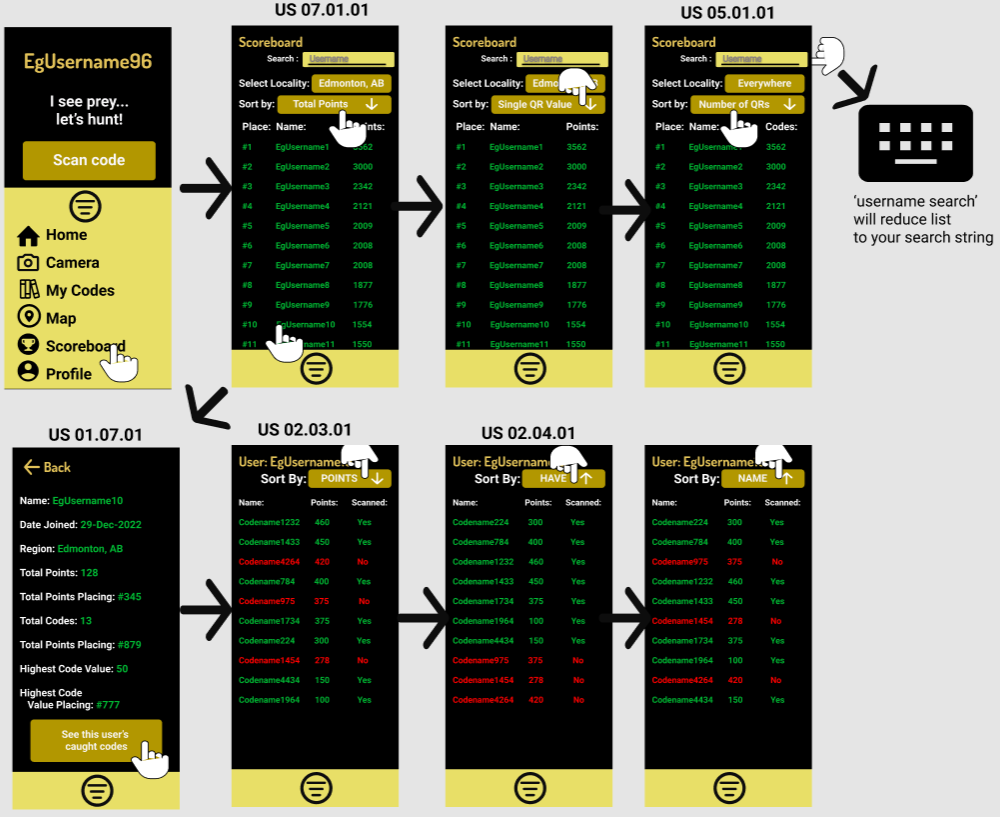 US 07.01.01
US 05.01.01
EgUsername96
I see prey...
let's hunt!
Scan code
Home
Camera
My Codes
Map
Scoreboard
Profile
Scoreboard
Search : Username
Select Locality: Edmonton, AB
Sort by: Total Points
Place: Name:
#1 EgUsername1 3562
#2 EgUsername2 3000
#3 EgUsername3 2342
#4 EgUsername4 2121
#5 EgUsername5 2009
#6 EgUsername6 2008
#7 EgUsername7 2008
#8 EgUsername8 1877
#9 EgUsername9 1776
#10 EgUsername10 1554
#11 1550
Scoreboard
Search : Username
Select Locality:
Sort by: Single QR Value
Place: Name: Points:
#1 EgUsername1 3562
#2 EgUsername2 3000
#3 EgUsername3 2342
#4 EgUsername4 2121
#5 EgUsername5 2009
#6 EgUsername6 2008
#7 EgUsername7 2008
#8 EgUsername8 1877
#9 EgUsername9 1776
#10 EgUsername10 1554
#11 EgUsername11 1550
Scoreboard
Search : Username
Select Locality: Everywhere
Sort by: Number of QRs
Place: Name: Codes:
#1 EgUsername1 3562
#2 EgUsername2 3000
#3 EgUsername3 2342
#4 EgUsername4 2121
#5 EgUsername5 2009
#6 EgUsername6 2008
#7 EgUsername7 2008
#8 EgUsername8 1877
#9 EgUsername9 1776
#10 EgUsername10 1554
#11 EgUsername11 1550
'username search'
will reduce list
to your search string
US 01.07.01
Back
Name: EgUsername10
Date Joined: 29-Dec-2022
Region: Edmonton, AB
Total Points: 128
Total Points Placing: #345
Total Codes: 13
Total Points Placing: #879
Highest Code Value: 50
Highest Code
Value Placing: #777
See this user's
caught codes
US 02.03.01
User:
Sort By: POINTS
Name: Points: Scanned:
Codename1232 460 Yes
Codename1433 450 Yes
Codename4264 420 No
Codename784 400 Yes
Codename975 375 No
Codename1734 375 Yes
Codename224 300 Yes
Codename1454 278 No
Codename4434 150 Yes
Codename1964 100 Yes
US 02.04.01
User:
Sort By: HAVE
Name: Points: Scanned:
Codename224 300 Yes
Codename784 400 Yes
Codename1232 460 Yes
Codename1433 450 Yes
Codename1734 375 Yes
Codename1964 100 Yes
Codename4434 150 Yes
Codename975 375 No
Codename1454 278 No
Codename4264 420 No
User:
Sort By: NAME
Name: Points: Scanned:
Codename224 300 Yes
Codename784 400 Yes
Codename975 375 No
Codename1232 460 Yes
Codename1433 450 Yes
Codename1454 278 No
Codename1734 375 Yes
Codename1964 100 Yes
Codename4264 420 No
Codename4434 150 Yes